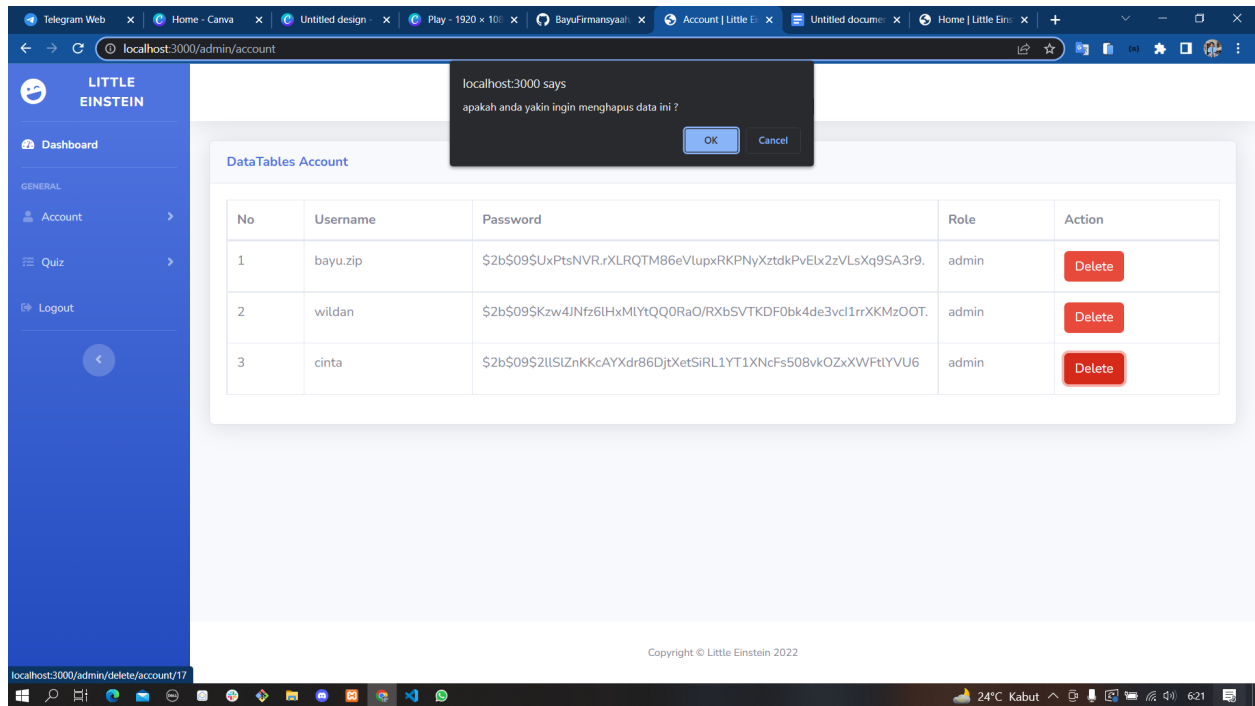 Telegram Web
Home - Canva
Untitled design -
Play - 1920 × 108
BayuFirmansyaah
Account | Little Ei
Untitled documen
Home | Little Eins
localhost:3000/admin/account
LITTLE
EINSTEIN
localhost:3000 says
apakah anda yakin ingin menghapus data ini ?
OK Cancel
Dashboard
GENERAL
Account
Quiz
Logout
DataTables Account
No Username Password Role Action
1 bayu.zip $2b$09$UxPtsNVR.rXLRQTM86eVlupxRKPNyXztdkPvElx2zVLsXq9SA3r9. admin Delete
2 wildan $2b$09$Kzw4JNfz6lHxMlYtQQ0RaO/RXbSVTKDF0bk4de3vcI1rrXKMzOOT. admin Delete
3 cinta $2b$09$2llSlZnKKcAYXdr86DjtXetSiRL1YT1XNcFs508vkOZxXWFtlYVU6 admin Delete
Copyright © Little Einstein 2022
localhost:3000/admin/delete/account/17
24°C Kabut
6:21